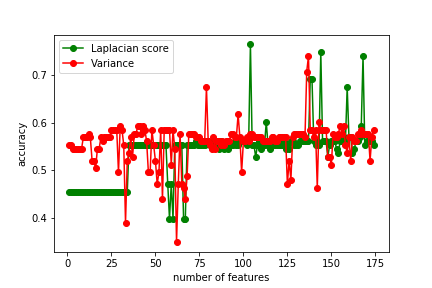 Laplacian score
Variance
0.7
0.6
0.5
0.4
accuracy
0 25 50 75 100 125 150 175
number of features